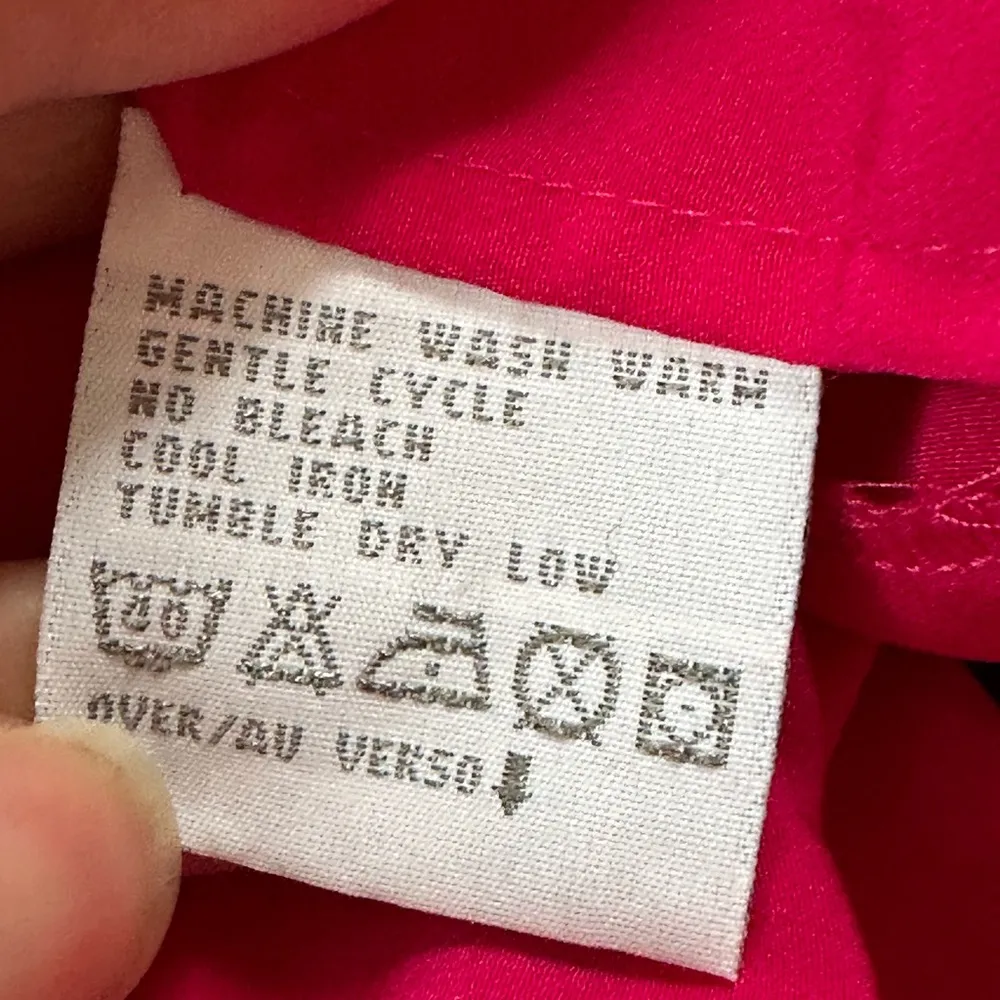 MACHINE WASH WARM
GENTLE CYCLE
NO BLEACH
COOL IRON
TUMBLE DRY LOW
OVER/AU VERSO